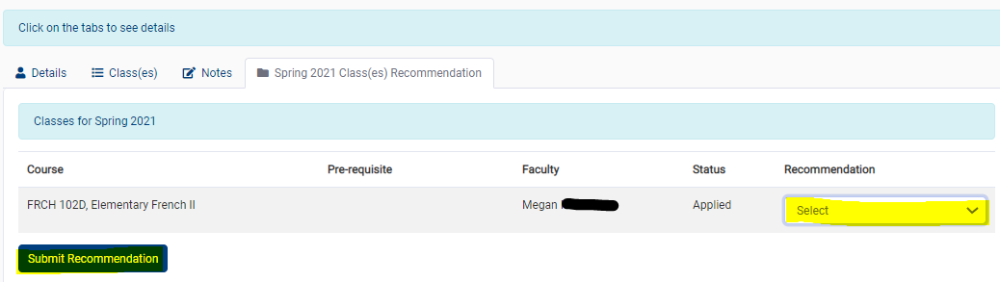 Click on the tabs to see details
Details Class(es) Notes Spring 2021 Class(es) Recommendation
Classes for Spring 2021
Course Pre-requisite Faculty Status Recommendation
FRCH 102D, Elementary French II Megan Applied Select
Submit Recommendation